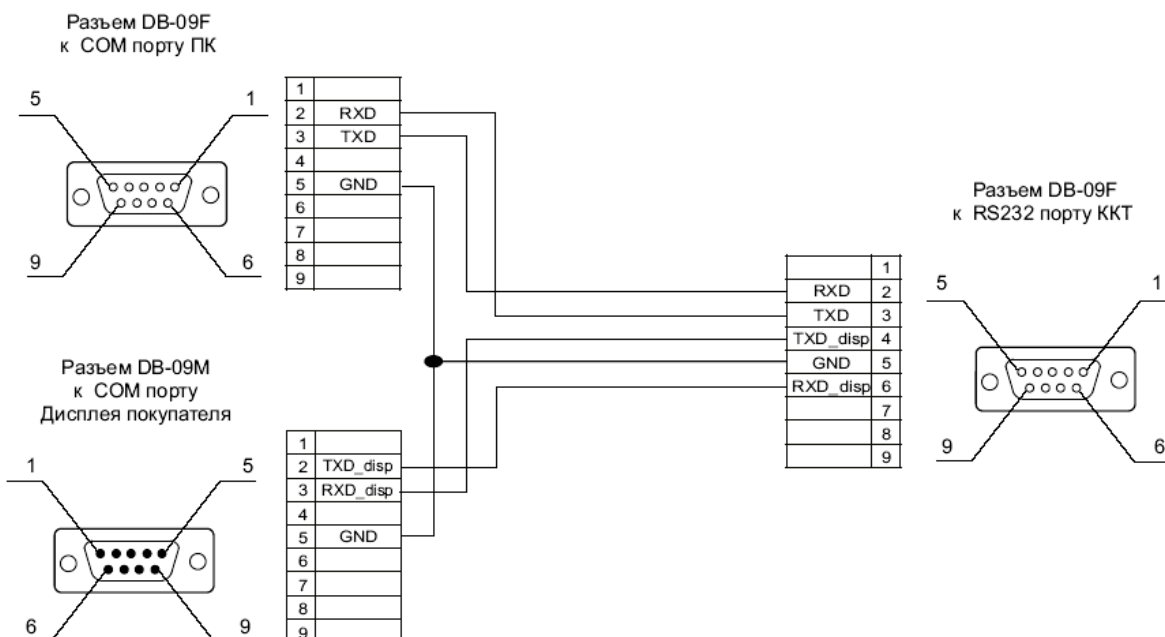 Разъем DB-09F
к COM порту ПК
5
1
9
6
1
2 RXD
3 TXD
4
5 GND
6
7
8
9
Разъем DB-09F
к RS232 порту ККТ
1
RXD 2
TXD 3
TXD_disp 4
GND 5
RXD_disp 6
7
8
9
5
1
9
6
Разъем DB-09M
к COM порту
Дисплея покупателя
1
5
6
9
1
2 TXD_disp
3 RXD_disp
4
5 GND
6
7
8
9